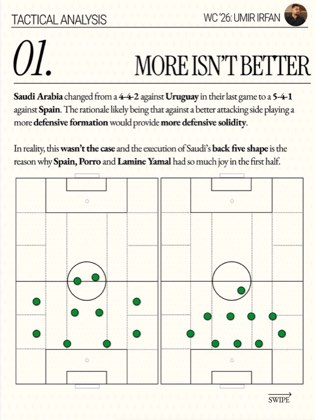 TACTICAL ANALYSIS
WC '26: UMIR IRFAN
01.
MORE ISN'T BETTER
Saudi Arabia changed from a 4-4-2 against Uruguay in their last game to a 5-4-1
against Spain. The rationale likely being that against a better attacking side playing a
more defensive formation would provide more defensive solidity.
In reality, this wasn't the case and the execution of Saudi's back five shape is the
reason why Spain, Porro and Lamine Yamal had so much joy in the first half.
SWIPE